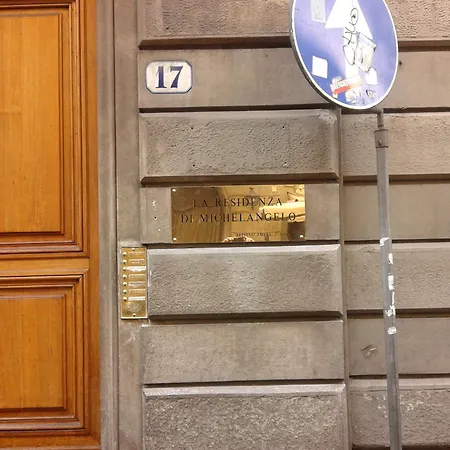 17
LA RESIDENZA
DI MICHELANGELO